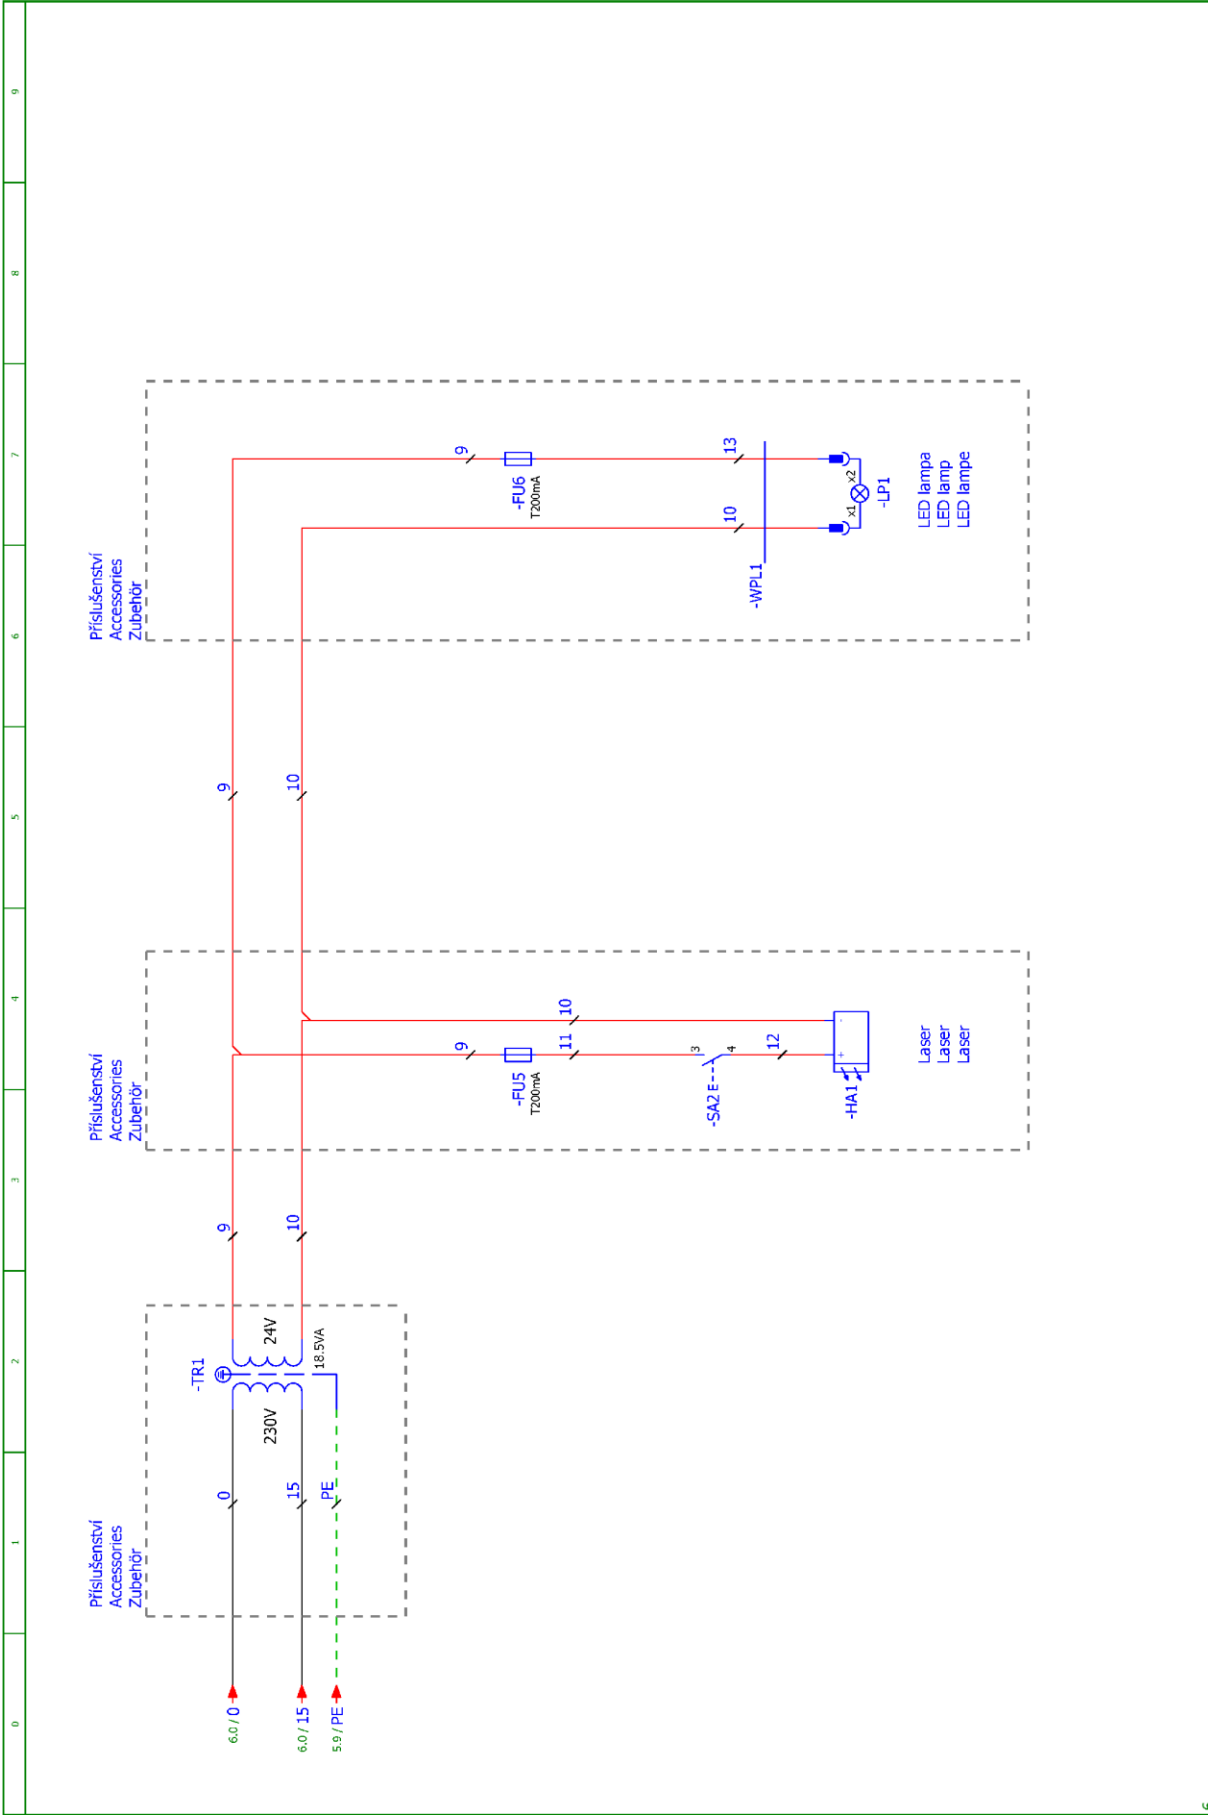 0
1
2
3
4
5
6
7
8
9
Příslušenství
Accessories
Zubehör
Příslušenství
Accessories
Zubehör
Příslušenství
Accessories
Zubehör
-TR1
6.0 / 0
0
9
9
230V
24V
6.0 / 15
15
10
10
18.5VA
5.9 / PE
PE
9
9
-FU5
T200mA
-FU6
T200mA
11
10
-SA2 E
3
4
10
13
-WPL1
12
-HA1
+
-
x1
x2
-LP1
Laser
Laser
Laser
LED lampa
LED lamp
LED lampe